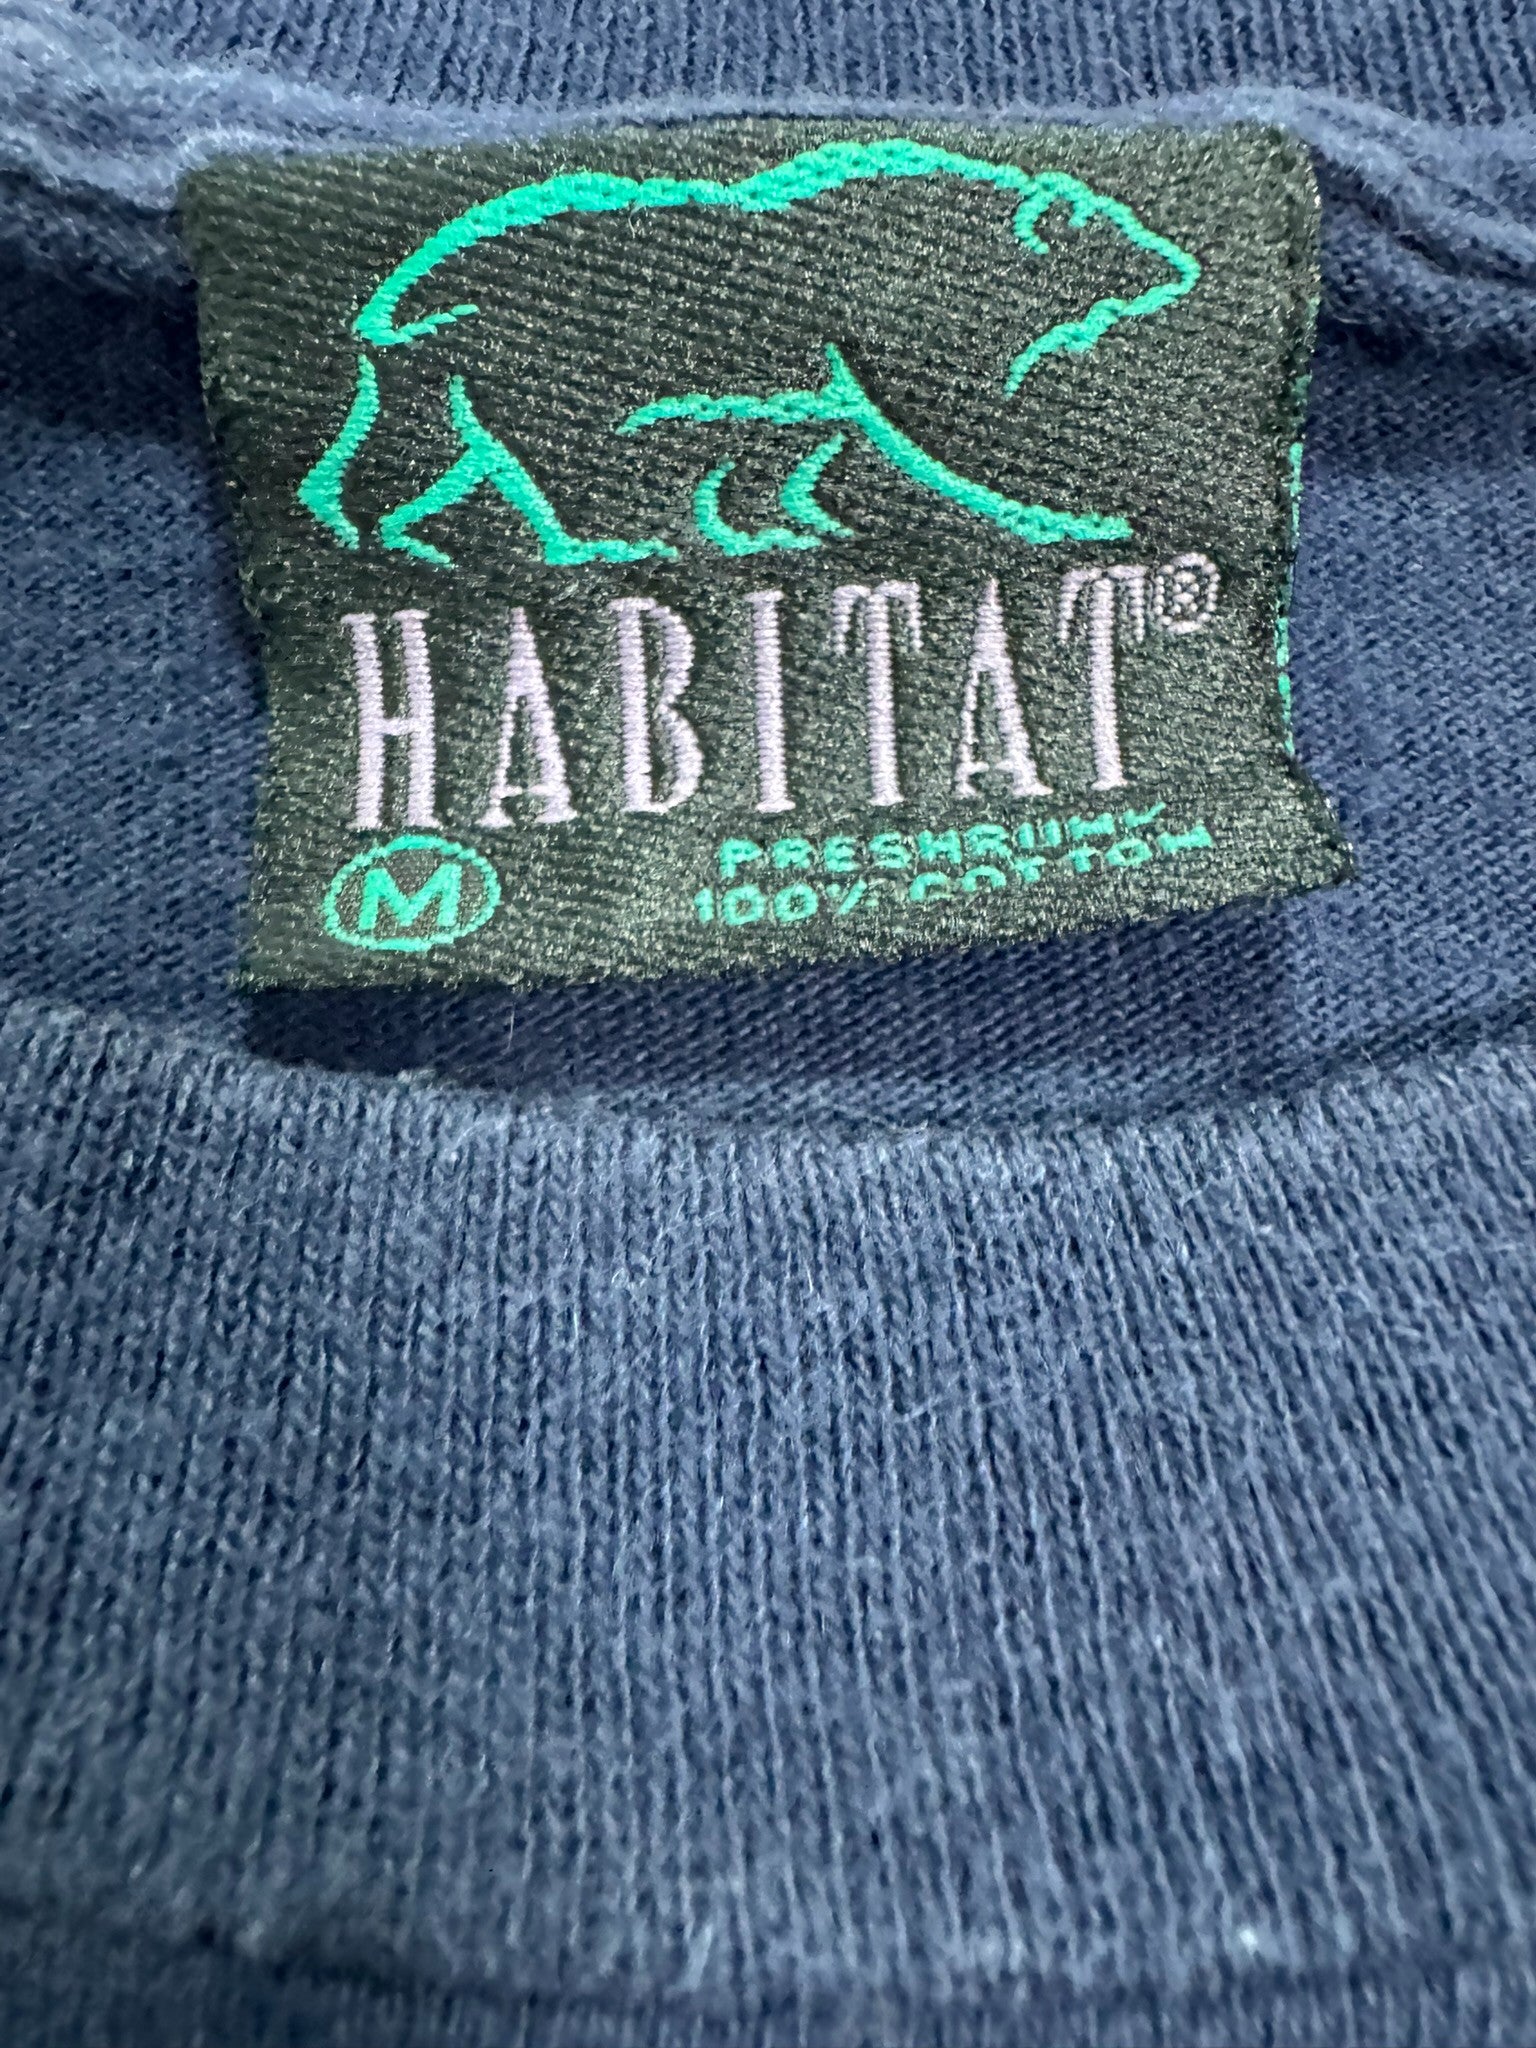 HABITAT®
M
PRESHRUNK
100% COTTON